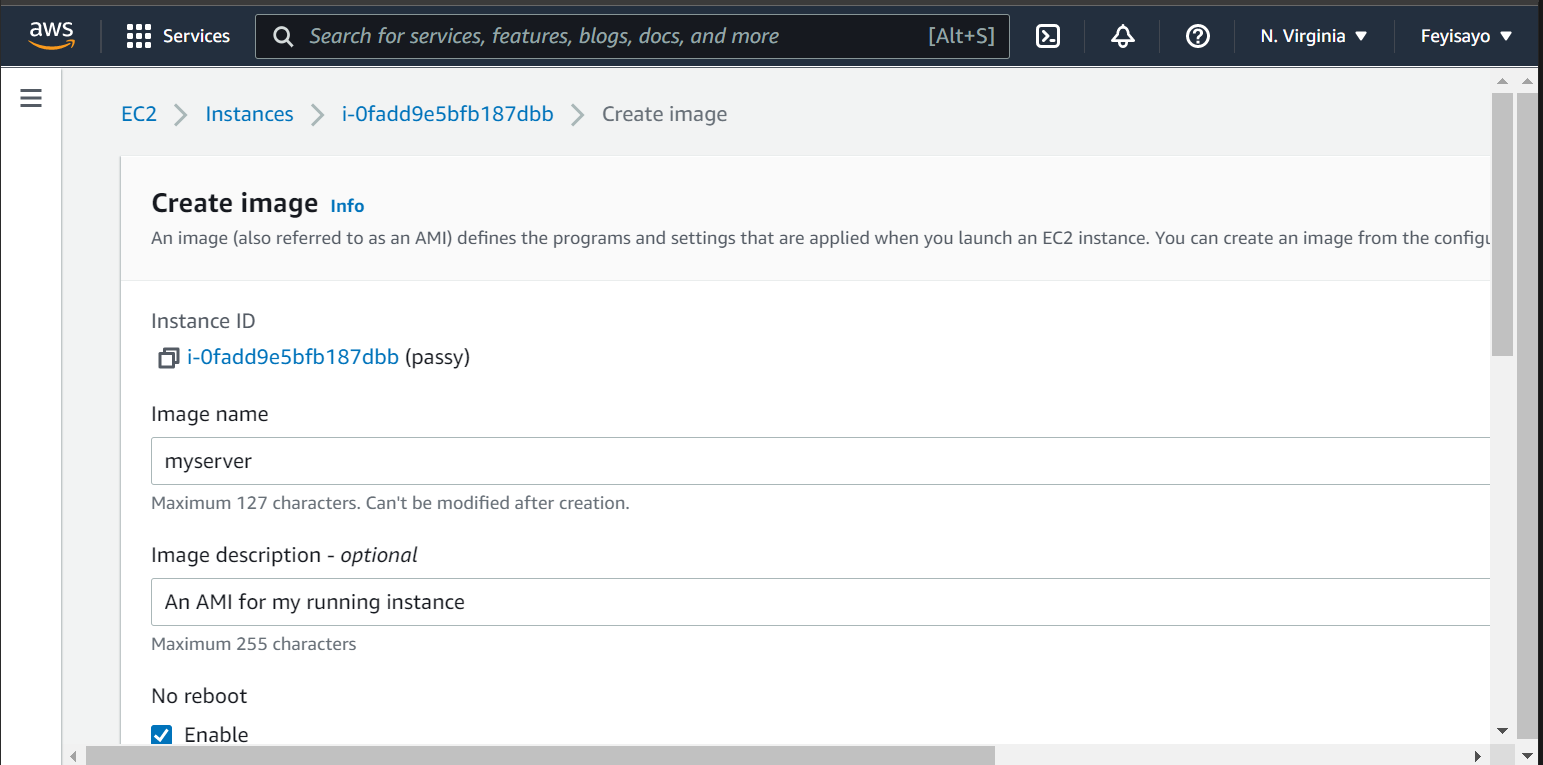 aws Services Search for services, features, blogs, docs, and more [Alt+S] N. Virginia Feyisayo
EC2 Instances i-0fadd9e5bfb187dbb Create image
Create image Info
An image (also referred to as an AMI) defines the programs and settings that are applied when you launch an EC2 instance. You can create an image from the configu
Instance ID
i-0fadd9e5bfb187dbb (passy)
Image name
myserver
Maximum 127 characters. Can't be modified after creation.
Image description - optional
An AMI for my running instance
Maximum 255 characters
No reboot
Enable